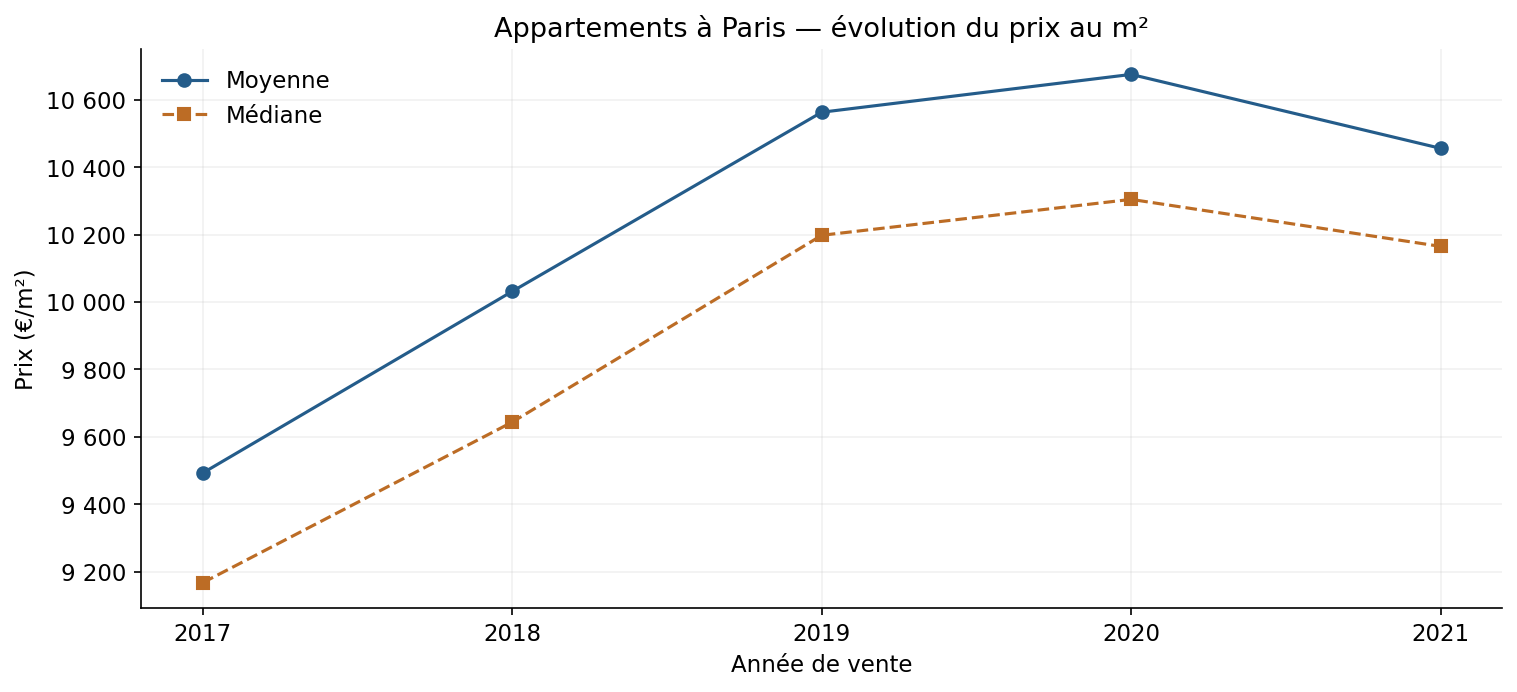 Appartements à Paris — évolution du prix au m²
Moyenne
Médiane
Prix (€/m²)
10 600
10 400
10 200
10 000
9 800
9 600
9 400
9 200
2017 2018 2019 2020 2021
Année de vente